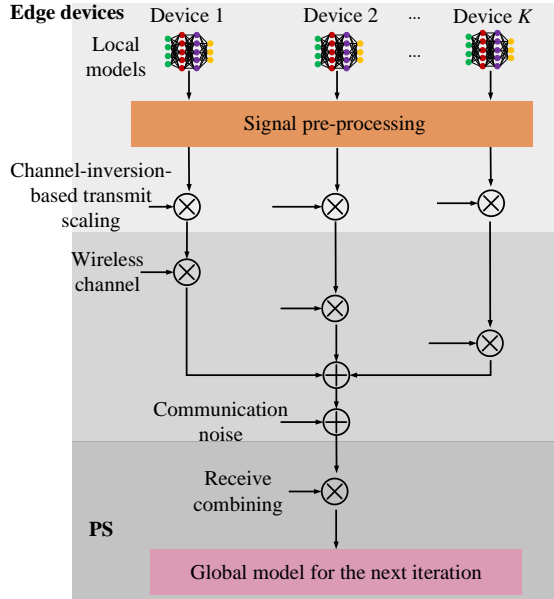 Edge devices
Device 1
Device 2
...
Device K
Local
models
...
Signal pre-processing
Channel-inversion-
based transmit
scaling
Wireless
channel
Communication
noise
Receive
combining
PS
Global model for the next iteration